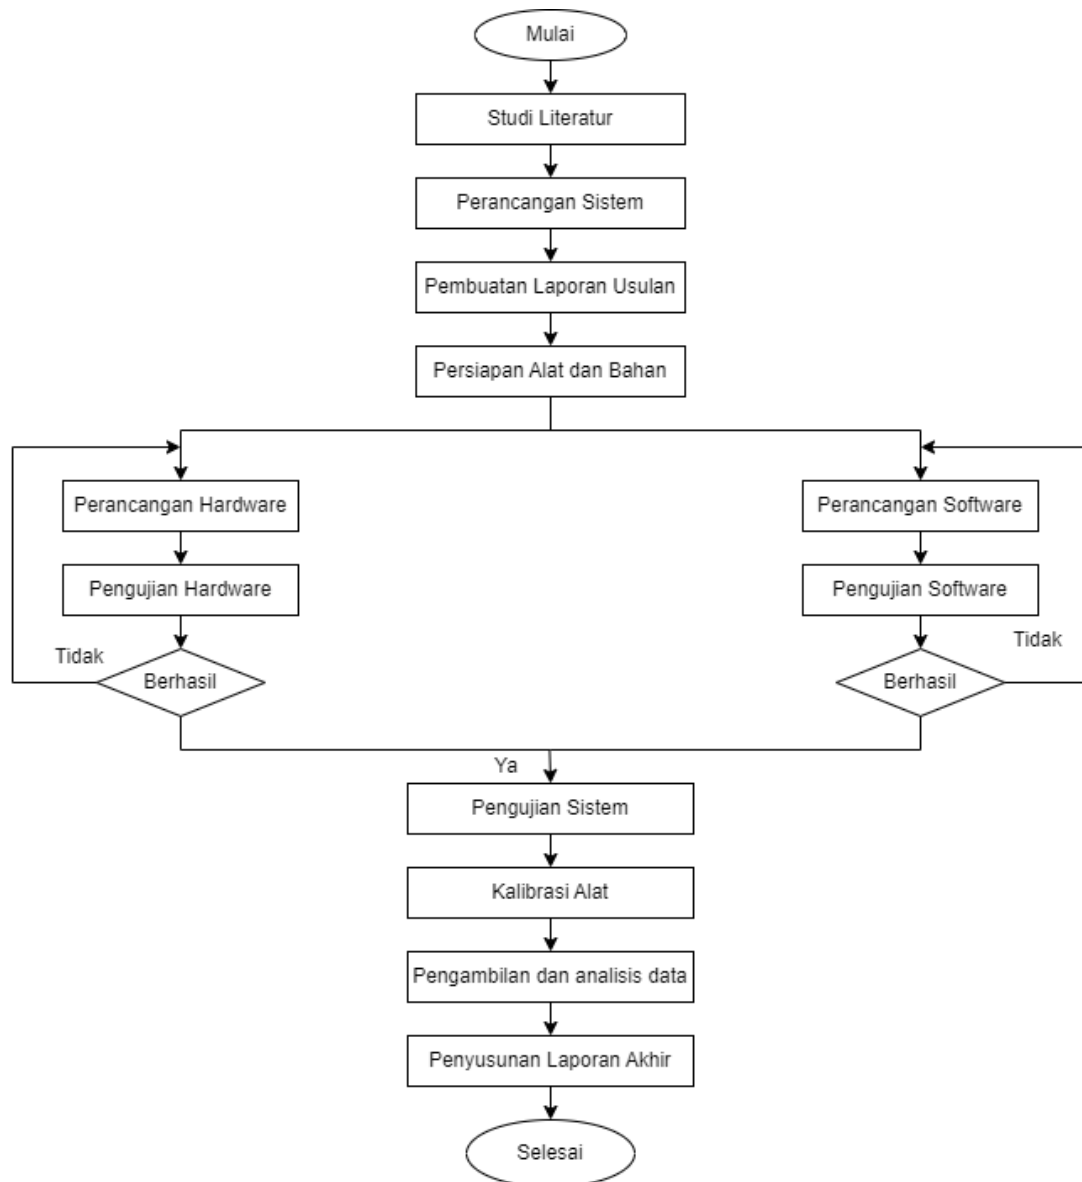 Mulai
Studi Literatur
Perancangan Sistem
Pembuatan Laporan Usulan
Persiapan Alat dan Bahan
Perancangan Hardware
Perancangan Software
Pengujian Hardware
Pengujian Software
Tidak
Tidak
Berhasil
Berhasil
Ya
Pengujian Sistem
Kalibrasi Alat
Pengambilan dan analisis data
Penyusunan Laporan Akhir
Selesai